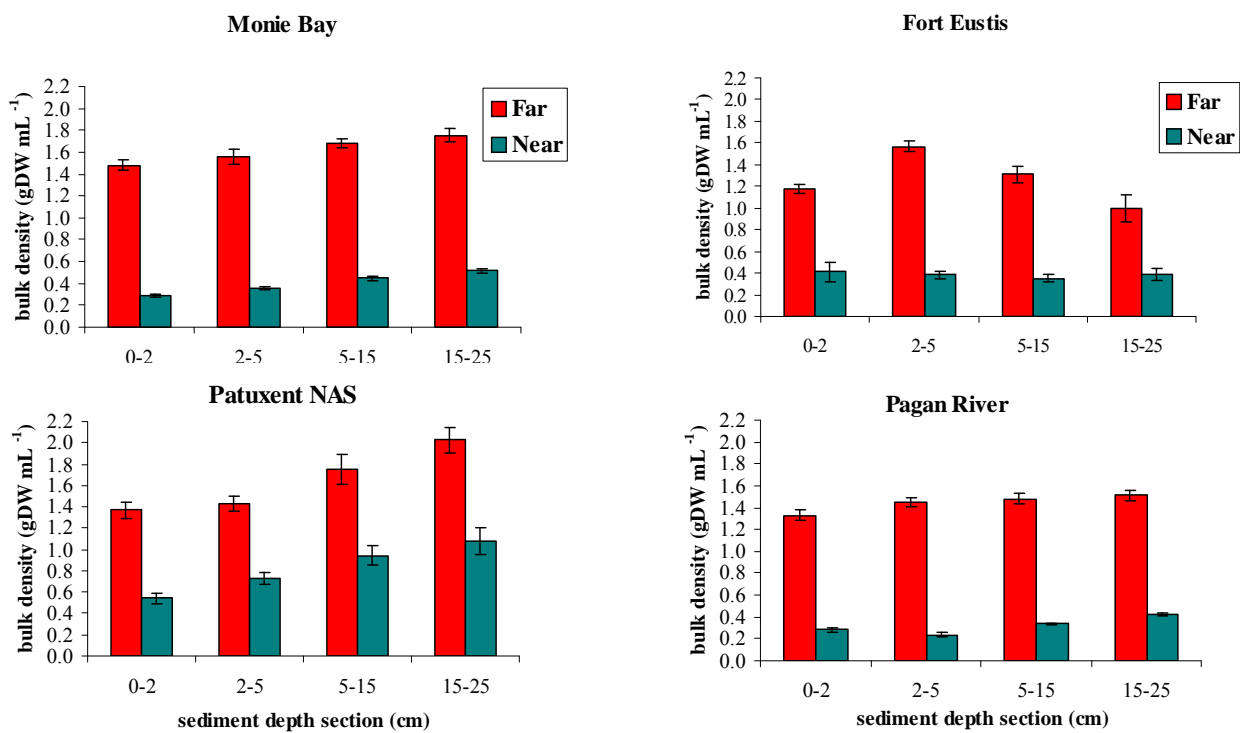 Monie Bay
bulk density (gDW mL -1)
2.2
2.0
1.8
1.6
1.4
1.2
1.0
0.8
0.6
0.4
0.2
0.0
Far
Near
0-2 2-5 5-15 15-25
Fort Eustis
bulk density (gDW mL -1)
2.2
2.0
1.8
1.6
1.4
1.2
1.0
0.8
0.6
0.4
0.2
0.0
Far
Near
0-2 2-5 5-15 15-25
Patuxent NAS
bulk density (gDW mL -1)
2.2
2.0
1.8
1.6
1.4
1.2
1.0
0.8
0.6
0.4
0.2
0.0
0-2 2-5 5-15 15-25
sediment depth section (cm)
Pagan River
bulk density (gDW mL -1)
2.2
2.0
1.8
1.6
1.4
1.2
1.0
0.8
0.6
0.4
0.2
0.0
0-2 2-5 5-15 15-25
sediment depth section (cm)